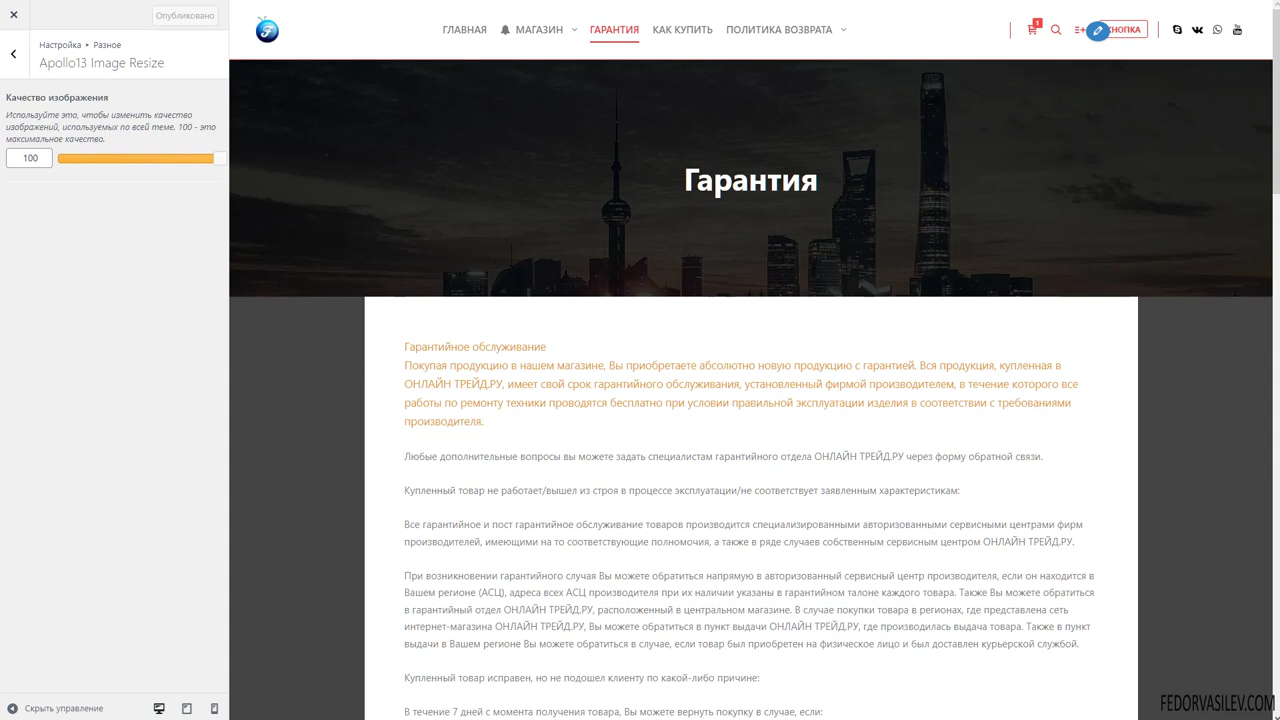 Опубликовано
Настройка ▸ Разное
Apollo13 Image Resize
Качество изображения
Используйте это, чтобы изменить качество
изображений, используемых по всей теме. 100 - это
максимальное качество.
100
Скрыть управление
ГЛАВНАЯ МАГАЗИН ГАРАНТИЯ КАК КУПИТЬ ПОЛИТИКА ВОЗВРАТА 1 КНОПКА
Гарантия
Гарантийное обслуживание
Покупая продукцию в нашем магазине, Вы приобретаете абсолютно новую продукцию с гарантией. Вся продукция, купленная в
ОНЛАЙН ТРЕЙД.РУ, имеет свой срок гарантийного обслуживания, установленный фирмой производителем, в течение которого все
работы по ремонту техники проводятся бесплатно при условии правильной эксплуатации изделия в соответствии с требованиями
производителя.
Любые дополнительные вопросы вы можете задать специалистам гарантийного отдела ОНЛАЙН ТРЕЙД.РУ через форму обратной связи.
Купленный товар не работает/вышел из строя в процессе эксплуатации/не соответствует заявленным характеристикам:
Все гарантийное и пост гарантийное обслуживание товаров производится специализированными авторизованными сервисными центрами фирм
производителей, имеющими на то соответствующие полномочия, а также в ряде случаев собственным сервисным центром ОНЛАЙН ТРЕЙД.РУ.
При возникновении гарантийного случая Вы можете обратиться напрямую в авторизованный сервисный центр производителя, если он находится в
Вашем регионе (АСЦ), адреса всех АСЦ производителя при их наличии указаны в гарантийном талоне каждого товара. Также Вы можете обратиться
в гарантийный отдел ОНЛАЙН ТРЕЙД.РУ, расположенный в центральном магазине. В случае покупки товара в регионах, где представлена сеть
интернет-магазина ОНЛАЙН ТРЕЙД.РУ, Вы можете обратиться в пункт выдачи ОНЛАЙН ТРЕЙД.РУ, где производилась выдача товара. Также в пункт
выдачи в Вашем регионе Вы можете обратиться в случае, если товар был приобретен на физическое лицо и был доставлен курьерской службой.
Купленный товар исправен, но не подошел клиенту по какой-либо причине:
В течение 7 дней с момента получения товара, Вы можете вернуть покупку в случае, если:
FEDORVASILEV.COM